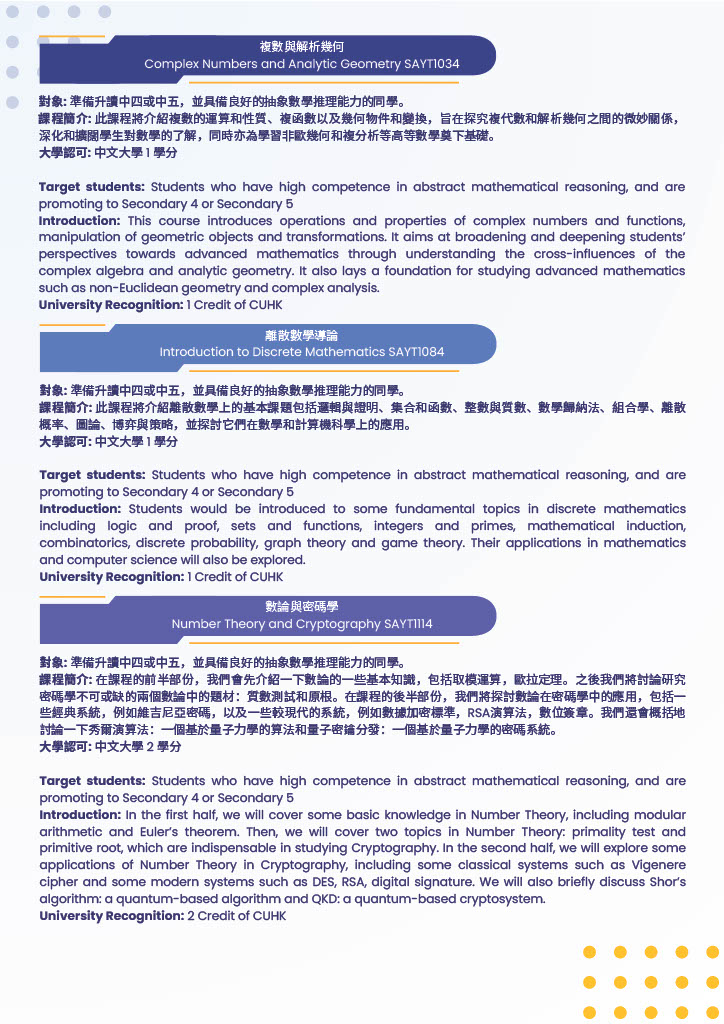 複數與解析幾何
Complex Numbers and Analytic Geometry SAYT1034
對象: 準備升讀中四或中五，並具備良好的抽象數學推理能力的同學。
課程簡介: 此課程將介紹複數的運算和性質、複函數以及幾何物件和變換，旨在探究複代數和解析幾何之間的微妙關係，
深化和擴闊學生對數學的了解，同時亦為學習非歐幾何和複分析等高等數學奠下基礎。
大學認可: 中文大學 1 學分
Target students: Students who have high competence in abstract mathematical reasoning, and are
promoting to Secondary 4 or Secondary 5
Introduction: This course introduces operations and properties of complex numbers and functions,
manipulation of geometric objects and transformations. It aims at broadening and deepening students’
perspectives towards advanced mathematics through understanding the cross-influences of the
complex algebra and analytic geometry. It also lays a foundation for studying advanced mathematics
such as non-Euclidean geometry and complex analysis.
University Recognition: 1 Credit of CUHK
離散數學導論
Introduction to Discrete Mathematics SAYT1084
對象: 準備升讀中四或中五，並具備良好的抽象數學推理能力的同學。
課程簡介: 此課程將介紹離散數學上的基本課題包括邏輯與證明、集合和函數、整數與質數、數學歸納法、組合學、離散
概率、圖論、博弈與策略，並探討它們在數學和計算機科學上的應用。
大學認可: 中文大學 1 學分
Target students: Students who have high competence in abstract mathematical reasoning, and are
promoting to Secondary 4 or Secondary 5
Introduction: Students would be introduced to some fundamental topics in discrete mathematics
including logic and proof, sets and functions, integers and primes, mathematical induction,
combinatorics, discrete probability, graph theory and game theory. Their applications in mathematics
and computer science will also be explored.
University Recognition: 1 Credit of CUHK
數論與密碼學
Number Theory and Cryptography SAYT1114
對象: 準備升讀中四或中五，並具備良好的抽象數學推理能力的同學。
課程簡介: 在課程的前半部份，我們會先介紹一下數論的一些基本知識，包括取模運算，歐拉定理。之後我們將討論研究
密碼學不可或缺的兩個數論中的題材：質數測試和原根。在課程的後半部份，我們將探討數論在密碼學中的應用，包括一
些經典系統，例如維吉尼亞密碼，以及一些較現代的系統，例如數據加密標準，RSA演算法，數位簽章。我們還會概括地
討論一下秀爾演算法：一個基於量子力學的算法和量子密鑰分發：一個基於量子力學的密碼系統。
大學認可: 中文大學 2 學分
Target students: Students who have high competence in abstract mathematical reasoning, and are
promoting to Secondary 4 or Secondary 5
Introduction: In the first half, we will cover some basic knowledge in Number Theory, including modular
arithmetic and Euler’s theorem. Then, we will cover two topics in Number Theory: primality test and
primitive root, which are indispensable in studying Cryptography. In the second half, we will explore some
applications of Number Theory in Cryptography, including some classical systems such as Vigenere
cipher and some modern systems such as DES, RSA, digital signature. We will also briefly discuss Shor’s
algorithm: a quantum-based algorithm and QKD: a quantum-based cryptosystem.
University Recognition: 2 Credit of CUHK